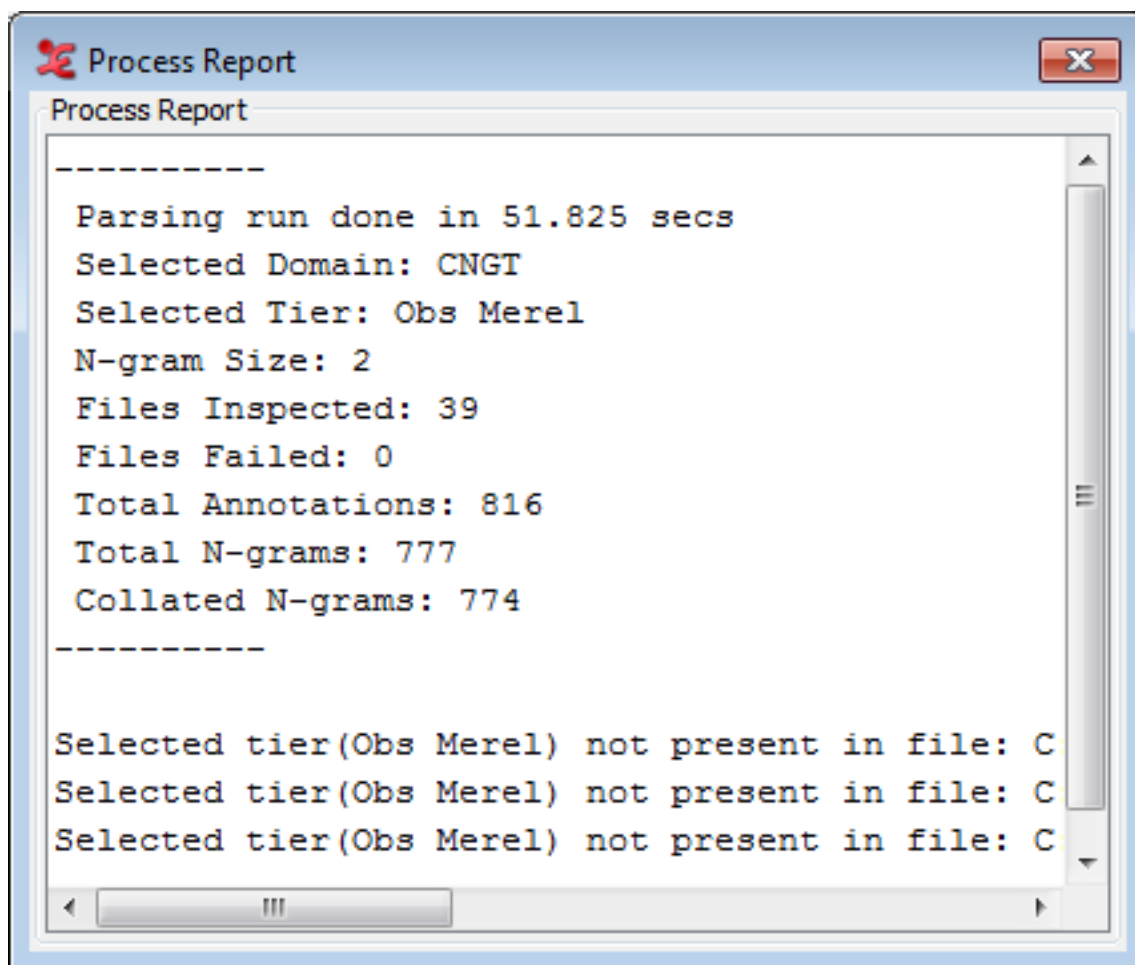 Process Report
Process Report
----------
Parsing run done in 51.825 secs
Selected Domain: CNGT
Selected Tier: Obs Merel
N-gram Size: 2
Files Inspected: 39
Files Failed: 0
Total Annotations: 816
Total N-grams: 777
Collated N-grams: 774
----------
Selected tier(Obs Merel) not present in file: C
Selected tier(Obs Merel) not present in file: C
Selected tier(Obs Merel) not present in file: C